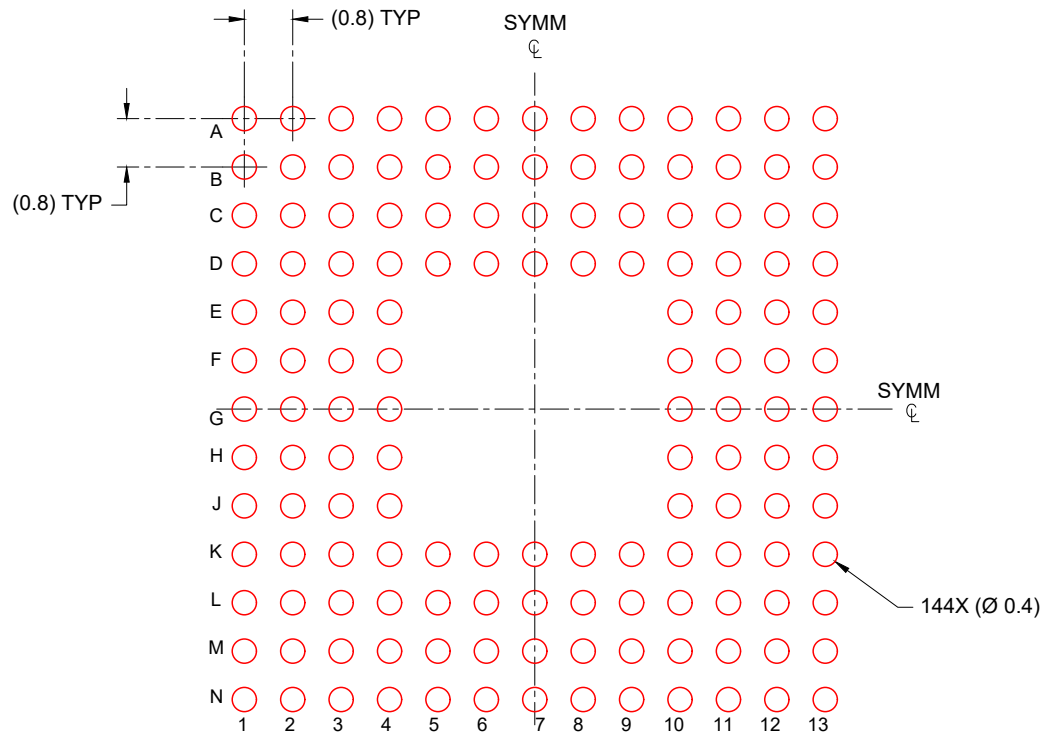 (0.8) TYP
SYMM
℄
A
B
(0.8) TYP
C
D
E
F
SYMM
℄
G
H
J
K
L
144X (Ø 0.4)
M
N
1 2 3 4 5 6 7 8 9 10 11 12 13